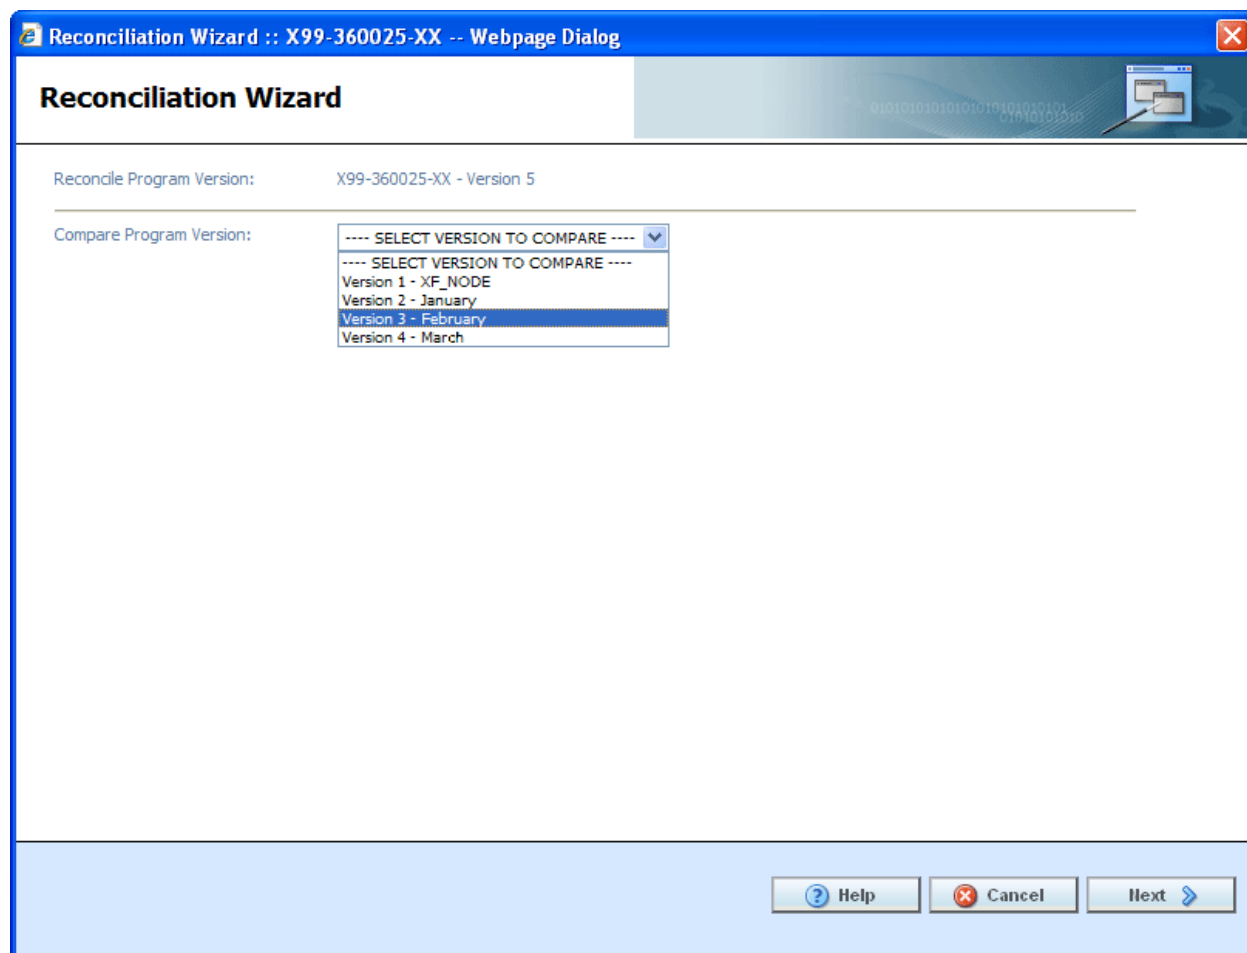 Reconciliation Wizard :: X99-360025-XX -- Webpage Dialog
Reconciliation Wizard
Reconcile Program Version: X99-360025-XX - Version 5
Compare Program Version: ---- SELECT VERSION TO COMPARE ----
---- SELECT VERSION TO COMPARE ----
Version 1 - XF_NODE
Version 2 - January
Version 3 - February
Version 4 - March
Help Cancel Next